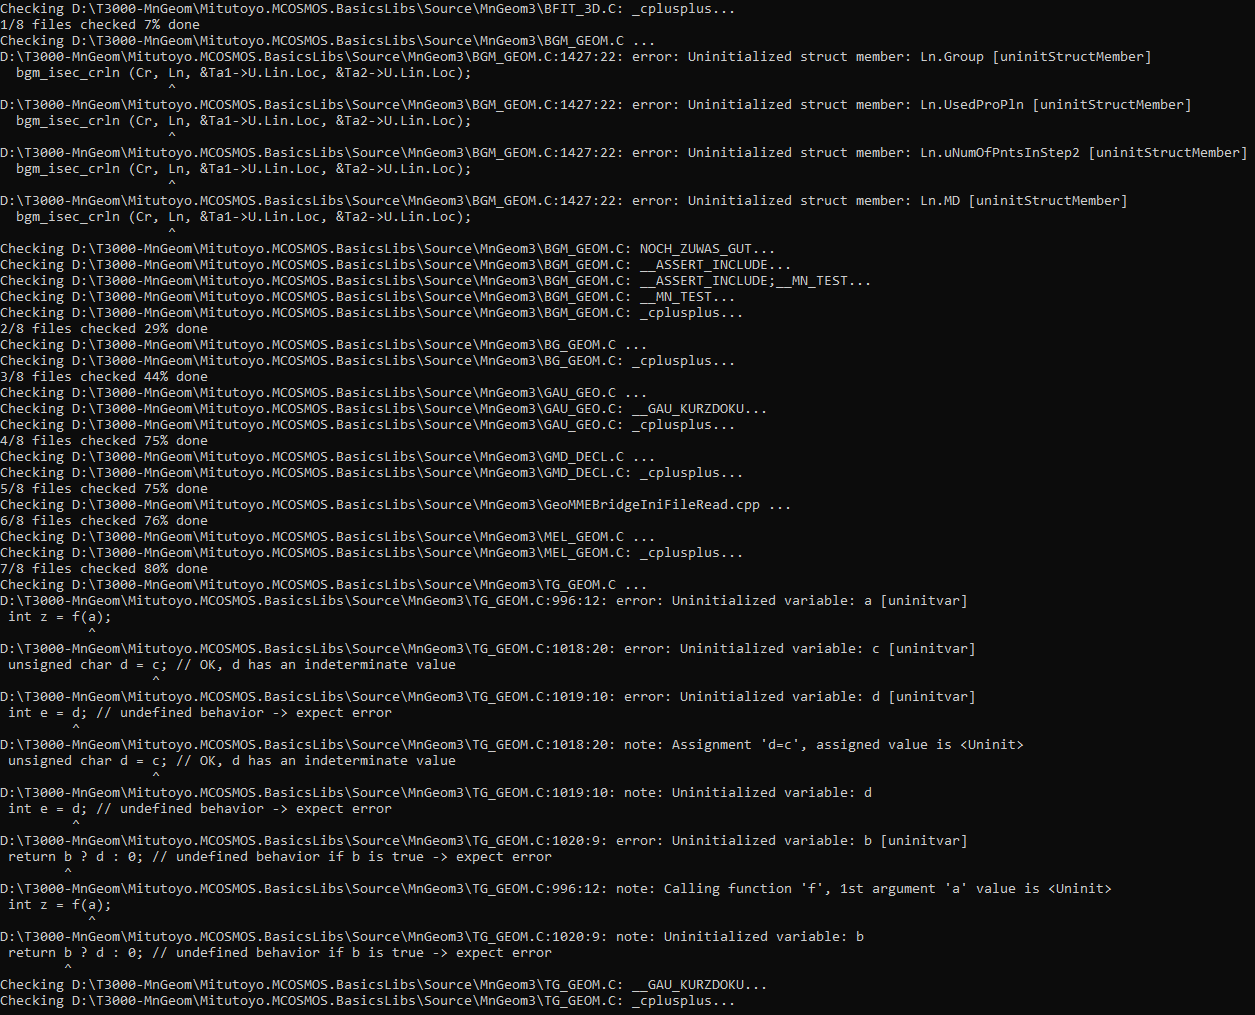 Checking D:\T3000-MnGeom\Mitutoyo.MCOSMOS.BasicsLibs\Source\MnGeom3\BFIT_3D.C: _cplusplus...
1/8 files checked 7% done
Checking D:\T3000-MnGeom\Mitutoyo.MCOSMOS.BasicsLibs\Source\MnGeom3\BGM_GEOM.C ...
D:\T3000-MnGeom\Mitutoyo.MCOSMOS.BasicsLibs\Source\MnGeom3\BGM_GEOM.C:1427:22: error: Uninitialized struct member: Ln.Group [uninitStructMember]
  bgm_isec_crln (Cr, Ln, &Ta1->U.Lin.Loc, &Ta2->U.Lin.Loc);
                     ^
D:\T3000-MnGeom\Mitutoyo.MCOSMOS.BasicsLibs\Source\MnGeom3\BGM_GEOM.C:1427:22: error: Uninitialized struct member: Ln.UsedProPln [uninitStructMember]
  bgm_isec_crln (Cr, Ln, &Ta1->U.Lin.Loc, &Ta2->U.Lin.Loc);
                     ^
D:\T3000-MnGeom\Mitutoyo.MCOSMOS.BasicsLibs\Source\MnGeom3\BGM_GEOM.C:1427:22: error: Uninitialized struct member: Ln.uNumOfPntsInStep2 [uninitStructMember]
  bgm_isec_crln (Cr, Ln, &Ta1->U.Lin.Loc, &Ta2->U.Lin.Loc);
                     ^
D:\T3000-MnGeom\Mitutoyo.MCOSMOS.BasicsLibs\Source\MnGeom3\BGM_GEOM.C:1427:22: error: Uninitialized struct member: Ln.MD [uninitStructMember]
  bgm_isec_crln (Cr, Ln, &Ta1->U.Lin.Loc, &Ta2->U.Lin.Loc);
                     ^
Checking D:\T3000-MnGeom\Mitutoyo.MCOSMOS.BasicsLibs\Source\MnGeom3\BGM_GEOM.C: NOCH_ZUWAS_GUT...
Checking D:\T3000-MnGeom\Mitutoyo.MCOSMOS.BasicsLibs\Source\MnGeom3\BGM_GEOM.C: __ASSERT_INCLUDE...
Checking D:\T3000-MnGeom\Mitutoyo.MCOSMOS.BasicsLibs\Source\MnGeom3\BGM_GEOM.C: __ASSERT_INCLUDE;__MN_TEST...
Checking D:\T3000-MnGeom\Mitutoyo.MCOSMOS.BasicsLibs\Source\MnGeom3\BGM_GEOM.C: __MN_TEST...
Checking D:\T3000-MnGeom\Mitutoyo.MCOSMOS.BasicsLibs\Source\MnGeom3\BGM_GEOM.C: _cplusplus...
2/8 files checked 29% done
Checking D:\T3000-MnGeom\Mitutoyo.MCOSMOS.BasicsLibs\Source\MnGeom3\BG_GEOM.C ...
Checking D:\T3000-MnGeom\Mitutoyo.MCOSMOS.BasicsLibs\Source\MnGeom3\BG_GEOM.C: _cplusplus...
3/8 files checked 44% done
Checking D:\T3000-MnGeom\Mitutoyo.MCOSMOS.BasicsLibs\Source\MnGeom3\GAU_GEO.C ...
Checking D:\T3000-MnGeom\Mitutoyo.MCOSMOS.BasicsLibs\Source\MnGeom3\GAU_GEO.C: __GAU_KURZDOKU...
Checking D:\T3000-MnGeom\Mitutoyo.MCOSMOS.BasicsLibs\Source\MnGeom3\GAU_GEO.C: _cplusplus...
4/8 files checked 75% done
Checking D:\T3000-MnGeom\Mitutoyo.MCOSMOS.BasicsLibs\Source\MnGeom3\GMD_DECL.C ...
Checking D:\T3000-MnGeom\Mitutoyo.MCOSMOS.BasicsLibs\Source\MnGeom3\GMD_DECL.C: _cplusplus...
5/8 files checked 75% done
Checking D:\T3000-MnGeom\Mitutoyo.MCOSMOS.BasicsLibs\Source\MnGeom3\GeoMMEBridgeIniFileRead.cpp ...
6/8 files checked 76% done
Checking D:\T3000-MnGeom\Mitutoyo.MCOSMOS.BasicsLibs\Source\MnGeom3\MEL_GEOM.C ...
Checking D:\T3000-MnGeom\Mitutoyo.MCOSMOS.BasicsLibs\Source\MnGeom3\MEL_GEOM.C: _cplusplus...
7/8 files checked 80% done
Checking D:\T3000-MnGeom\Mitutoyo.MCOSMOS.BasicsLibs\Source\MnGeom3\TG_GEOM.C ...
D:\T3000-MnGeom\Mitutoyo.MCOSMOS.BasicsLibs\Source\MnGeom3\TG_GEOM.C:996:12: error: Uninitialized variable: a [uninitvar]
 int z = f(a);
           ^
D:\T3000-MnGeom\Mitutoyo.MCOSMOS.BasicsLibs\Source\MnGeom3\TG_GEOM.C:1018:20: error: Uninitialized variable: c [uninitvar]
 unsigned char d = c; // OK, d has an indeterminate value
                   ^
D:\T3000-MnGeom\Mitutoyo.MCOSMOS.BasicsLibs\Source\MnGeom3\TG_GEOM.C:1019:10: error: Uninitialized variable: d [uninitvar]
 int e = d; // undefined behavior -> expect error
         ^
D:\T3000-MnGeom\Mitutoyo.MCOSMOS.BasicsLibs\Source\MnGeom3\TG_GEOM.C:1018:20: note: Assignment 'd=c', assigned value is <Uninit>
 unsigned char d = c; // OK, d has an indeterminate value
                   ^
D:\T3000-MnGeom\Mitutoyo.MCOSMOS.BasicsLibs\Source\MnGeom3\TG_GEOM.C:1019:10: note: Uninitialized variable: d
 int e = d; // undefined behavior -> expect error
         ^
D:\T3000-MnGeom\Mitutoyo.MCOSMOS.BasicsLibs\Source\MnGeom3\TG_GEOM.C:1020:9: error: Uninitialized variable: b [uninitvar]
 return b ? d : 0; // undefined behavior if b is true -> expect error
        ^
D:\T3000-MnGeom\Mitutoyo.MCOSMOS.BasicsLibs\Source\MnGeom3\TG_GEOM.C:996:12: note: Calling function 'f', 1st argument 'a' value is <Uninit>
 int z = f(a);
           ^
D:\T3000-MnGeom\Mitutoyo.MCOSMOS.BasicsLibs\Source\MnGeom3\TG_GEOM.C:1020:9: note: Uninitialized variable: b
 return b ? d : 0; // undefined behavior if b is true -> expect error
        ^
Checking D:\T3000-MnGeom\Mitutoyo.MCOSMOS.BasicsLibs\Source\MnGeom3\TG_GEOM.C: __GAU_KURZDOKU...
Checking D:\T3000-MnGeom\Mitutoyo.MCOSMOS.BasicsLibs\Source\MnGeom3\TG_GEOM.C: _cplusplus...